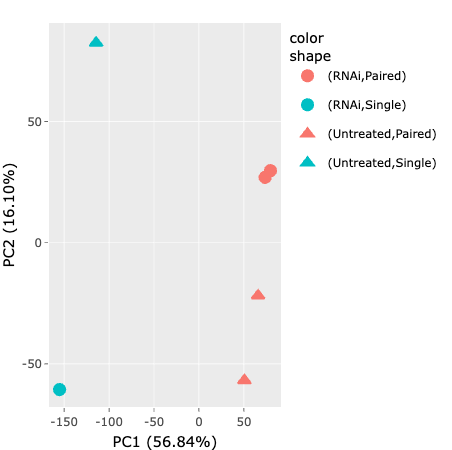 color
shape
(RNAi,Paired)
(RNAi,Single)
(Untreated,Paired)
(Untreated,Single)
PC2 (16.10%)
50
0
-50
-150
-100
-50
0
50
PC1 (56.84%)